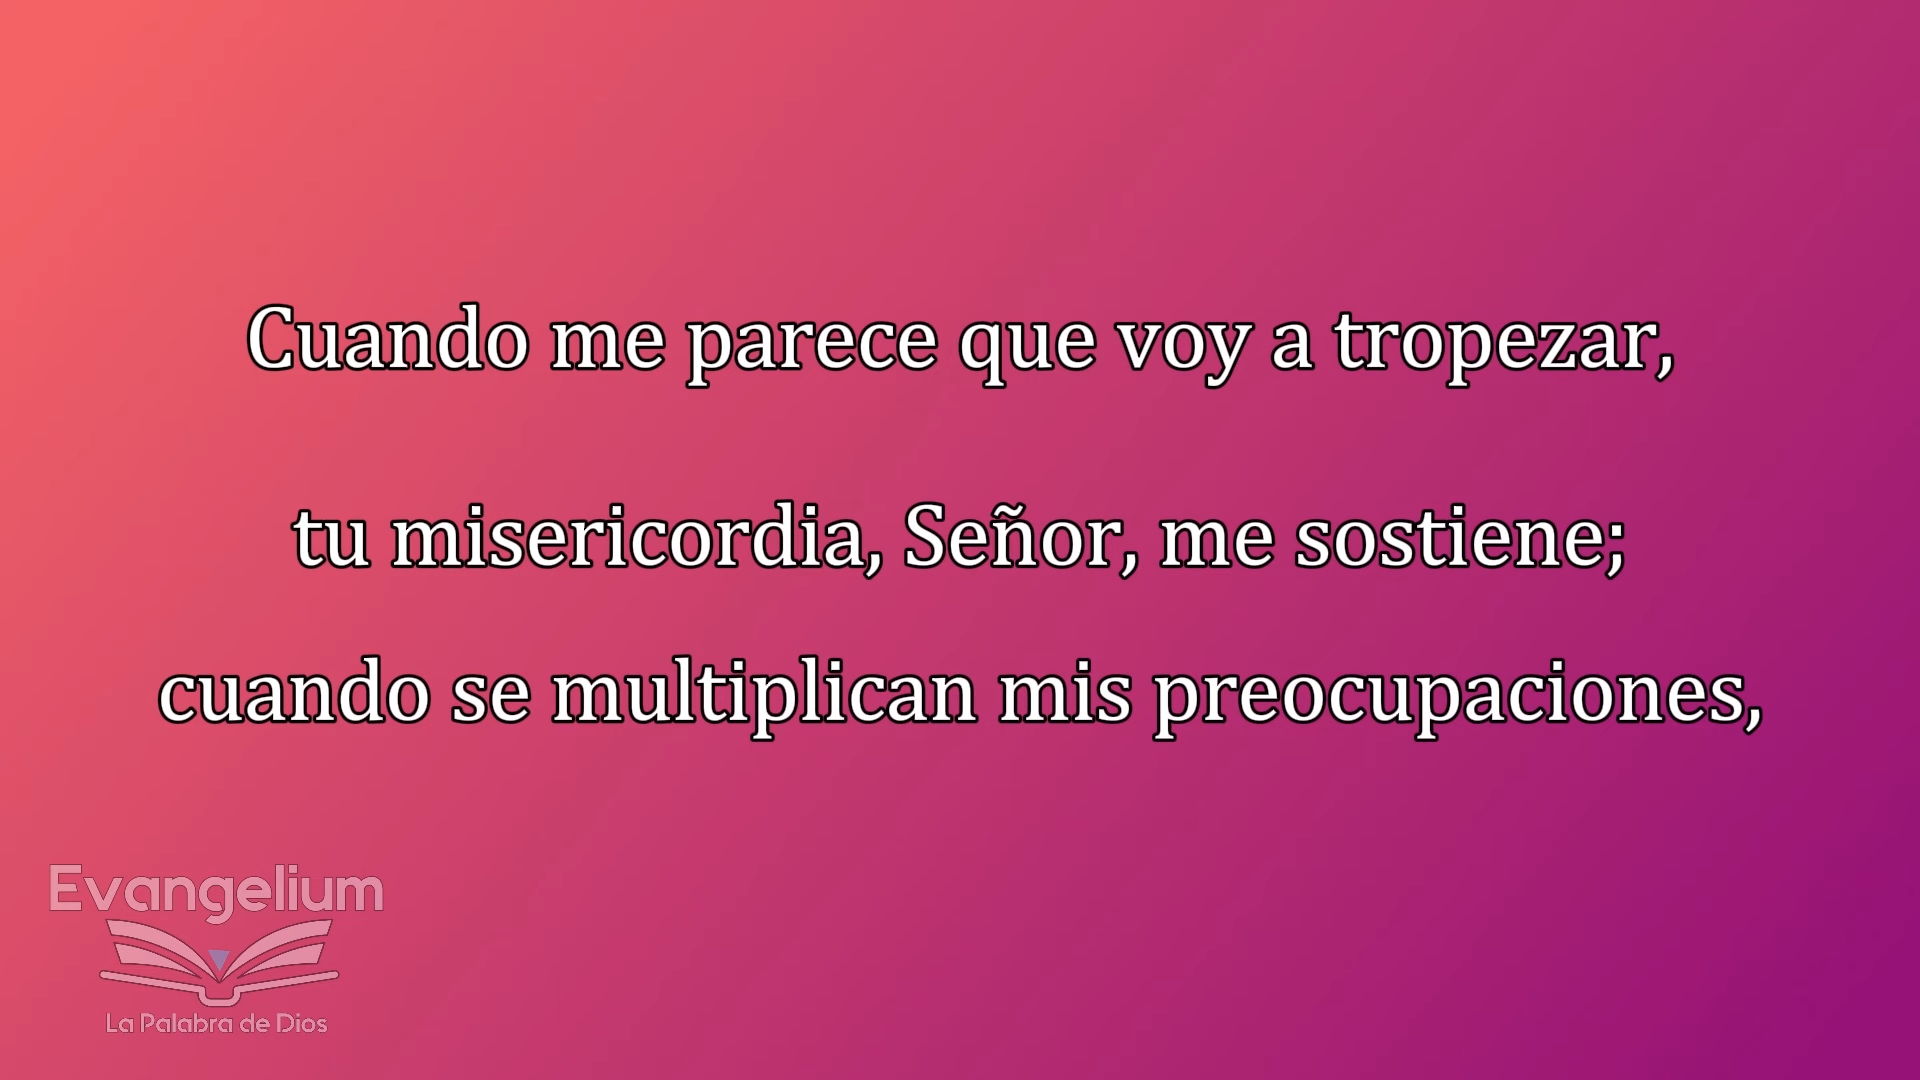 Cuando me parece que voy a tropezar,
tu misericordia, Señor, me sostiene;
cuando se multiplican mis preocupaciones,
Evangelium
La Palabra de Dios